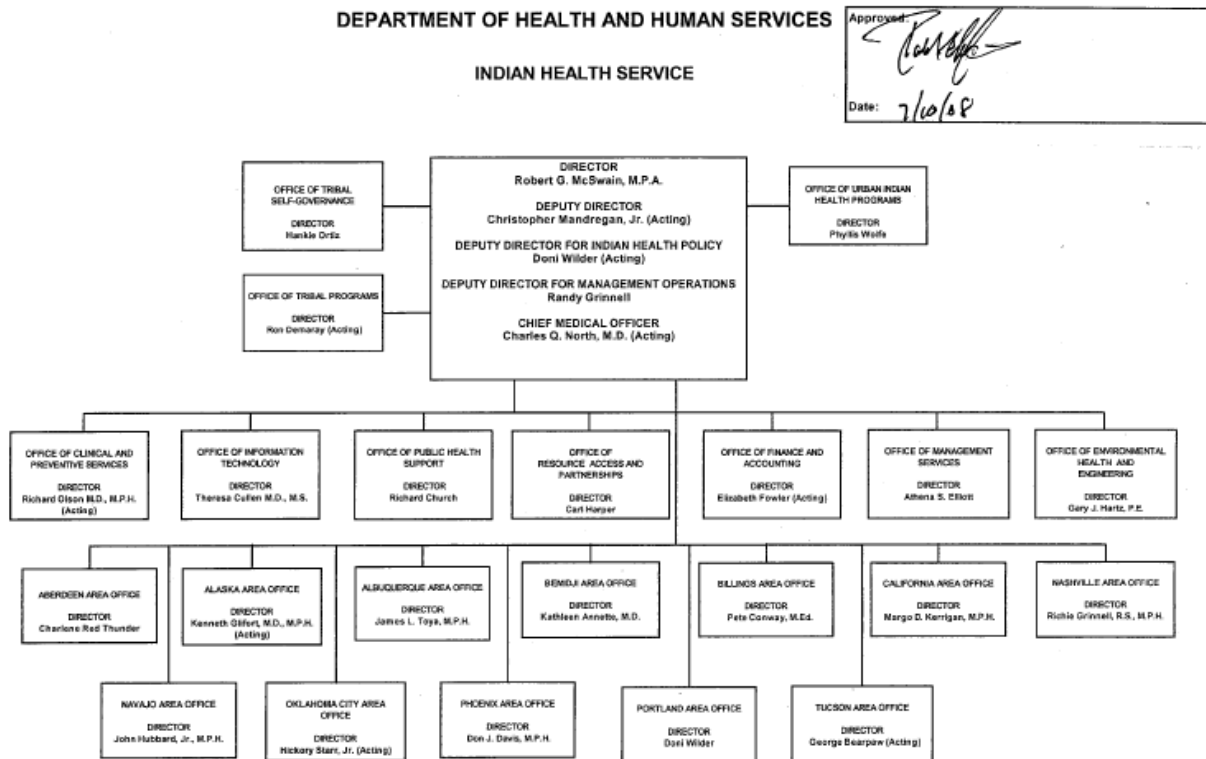 DEPARTMENT OF HEALTH AND HUMAN SERVICES
INDIAN HEALTH SERVICE
Approved:
Date: 7/10/08
OFFICE OF TRIBAL
SELF-GOVERNANCE
DIRECTOR
Hankie Ortiz
DIRECTOR
Robert G. McSwain, M.P.A.
DEPUTY DIRECTOR
Christopher Mandregan, Jr. (Acting)
DEPUTY DIRECTOR FOR INDIAN HEALTH POLICY
Doni Wilder (Acting)
DEPUTY DIRECTOR FOR MANAGEMENT OPERATIONS
Randy Grinnell
CHIEF MEDICAL OFFICER
Charles Q. North, M.D. (Acting)
OFFICE OF URBAN INDIAN
HEALTH PROGRAMS
DIRECTOR
Phyllis Wolfe
OFFICE OF TRIBAL PROGRAMS
DIRECTOR
Ron Demaray (Acting)
OFFICE OF CLINICAL AND
PREVENTIVE SERVICES
DIRECTOR
Richard Olson M.D., M.P.H.
(Acting)
OFFICE OF INFORMATION
TECHNOLOGY
DIRECTOR
Theresa Cullen M.D., M.S.
OFFICE OF PUBLIC HEALTH
SUPPORT
DIRECTOR
Richard Church
OFFICE OF
RESOURCE ACCESS AND
PARTNERSHIPS
DIRECTOR
Carl Harper
OFFICE OF FINANCE AND
ACCOUNTING
DIRECTOR
Elizabeth Fowler (Acting)
OFFICE OF MANAGEMENT
SERVICES
DIRECTOR
Athena S. Elliott
OFFICE OF ENVIRONMENTAL
HEALTH AND
ENGINEERING
DIRECTOR
Gary J. Hartz, P.E.
ABERDEEN AREA OFFICE
DIRECTOR
Charlene Red Thunder
ALASKA AREA OFFICE
DIRECTOR
Kenneth Glifort, M.D., M.P.H.
(Acting)
ALBUQUERQUE AREA OFFICE
DIRECTOR
James L. Toya, M.P.H.
BEMIDJI AREA OFFICE
DIRECTOR
Kathleen Annette, M.D.
BILLINGS AREA OFFICE
DIRECTOR
Pete Conway, M.Ed.
CALIFORNIA AREA OFFICE
DIRECTOR
Margo D. Kerrigan, M.P.H.
NASHVILLE AREA OFFICE
DIRECTOR
Richie Grinnell, R.S., M.P.H.
NAVAJO AREA OFFICE
DIRECTOR
John Hubbard, Jr., M.P.H.
OKLAHOMA CITY AREA
OFFICE
DIRECTOR
Hickory Starr, Jr. (Acting)
PHOENIX AREA OFFICE
DIRECTOR
Don J. Davis, M.P.H.
PORTLAND AREA OFFICE
DIRECTOR
Doni Wilder
TUCSON AREA OFFICE
DIRECTOR
George Bearpaw (Acting)